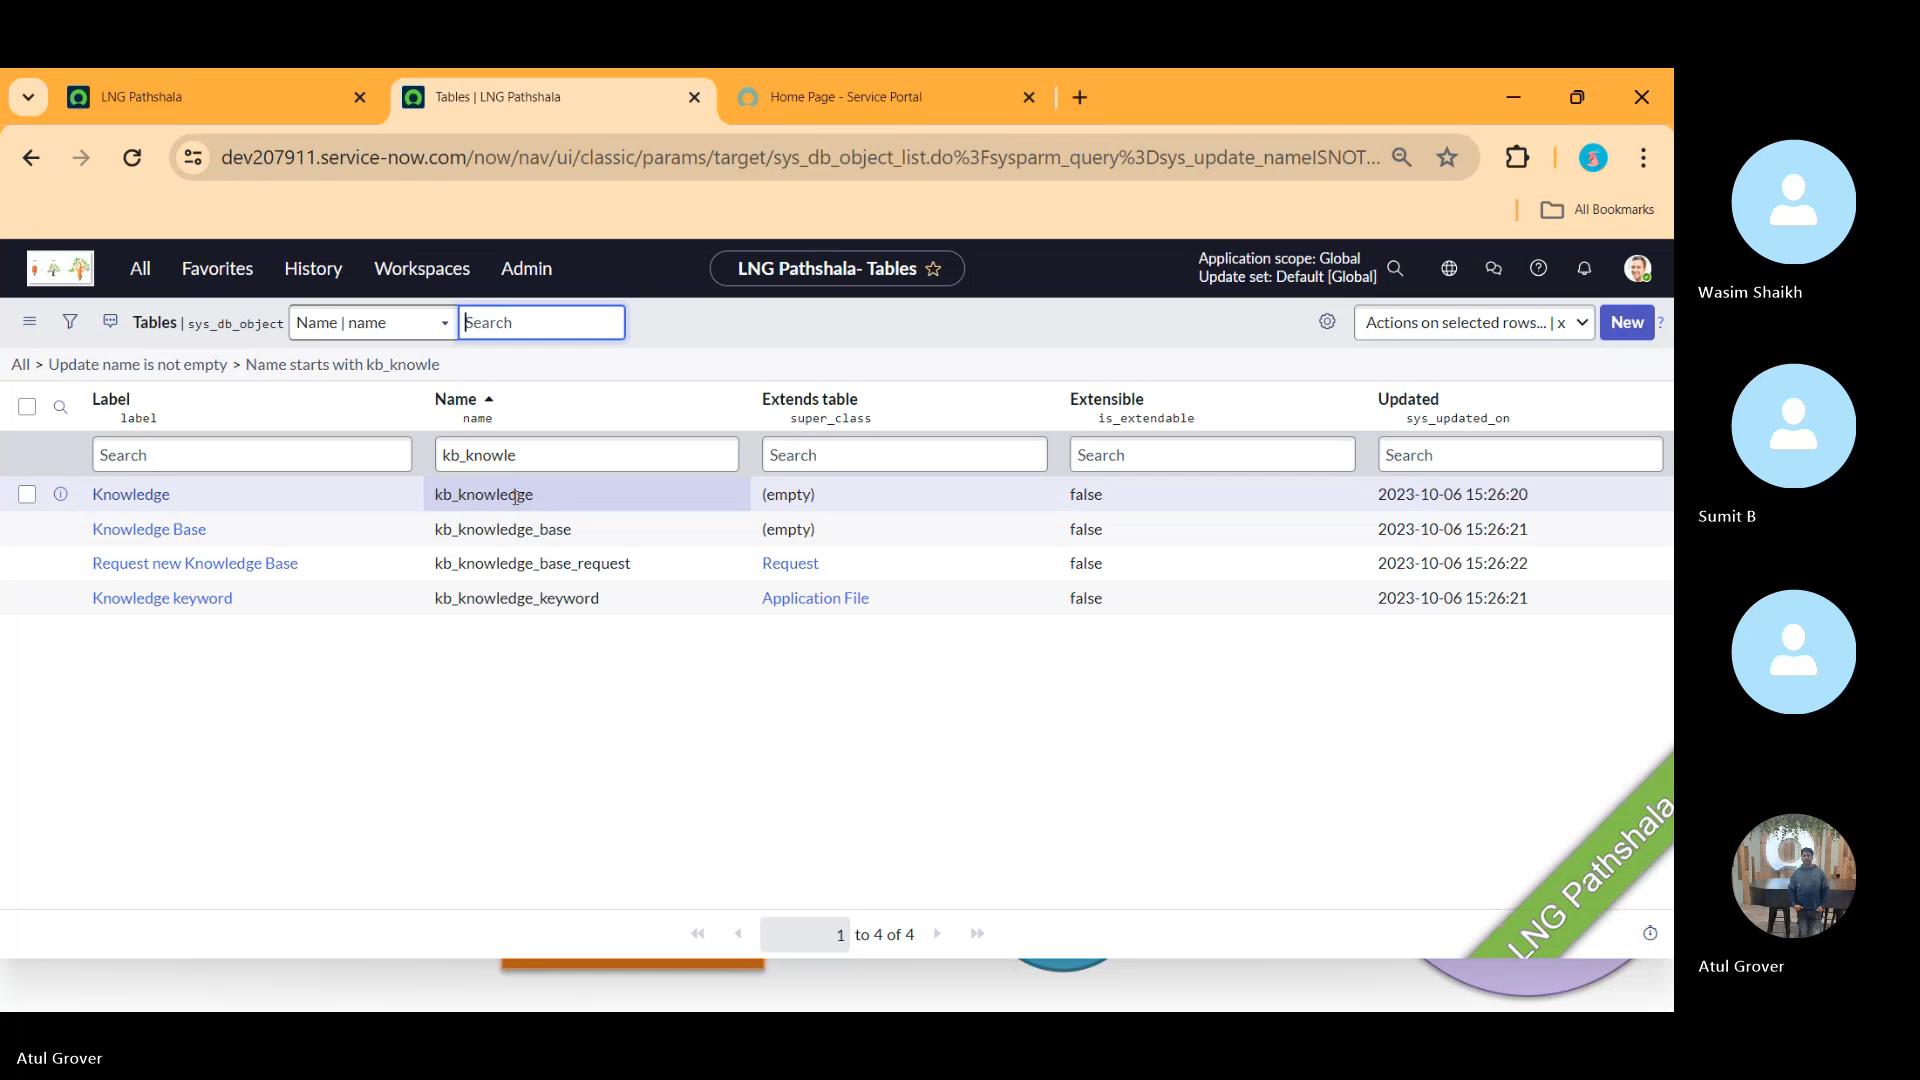 LNG Pathshala
Tables | LNG Pathshala
Home Page - Service Portal
dev207911.service-now.com/now/nav/ui/classic/params/target/sys_db_object_list.do%3Fsysparm_query%3Dsys_update_nameISNOT...
All Bookmarks
All
Favorites
History
Workspaces
Admin
LNG Pathshala- Tables
Application scope: Global
Update set: Default [Global]
Tables | sys_db_object
Name | name
Search
Actions on selected rows... | x
New
?
All > Update name is not empty > Name starts with kb_knowle
Label Name Extends table Extensible Updated
label name super_class is_extendable sys_updated_on
Search kb_knowle Search Search Search
Knowledge kb_knowledge (empty) false 2023-10-06 15:26:20
Knowledge Base kb_knowledge_base (empty) false 2023-10-06 15:26:21
Request new Knowledge Base kb_knowledge_base_request Request false 2023-10-06 15:26:22
Knowledge keyword kb_knowledge_keyword Application File false 2023-10-06 15:26:21
1 to 4 of 4
LNG Pathshala
Wasim Shaikh
Sumit B
Atul Grover
Atul Grover